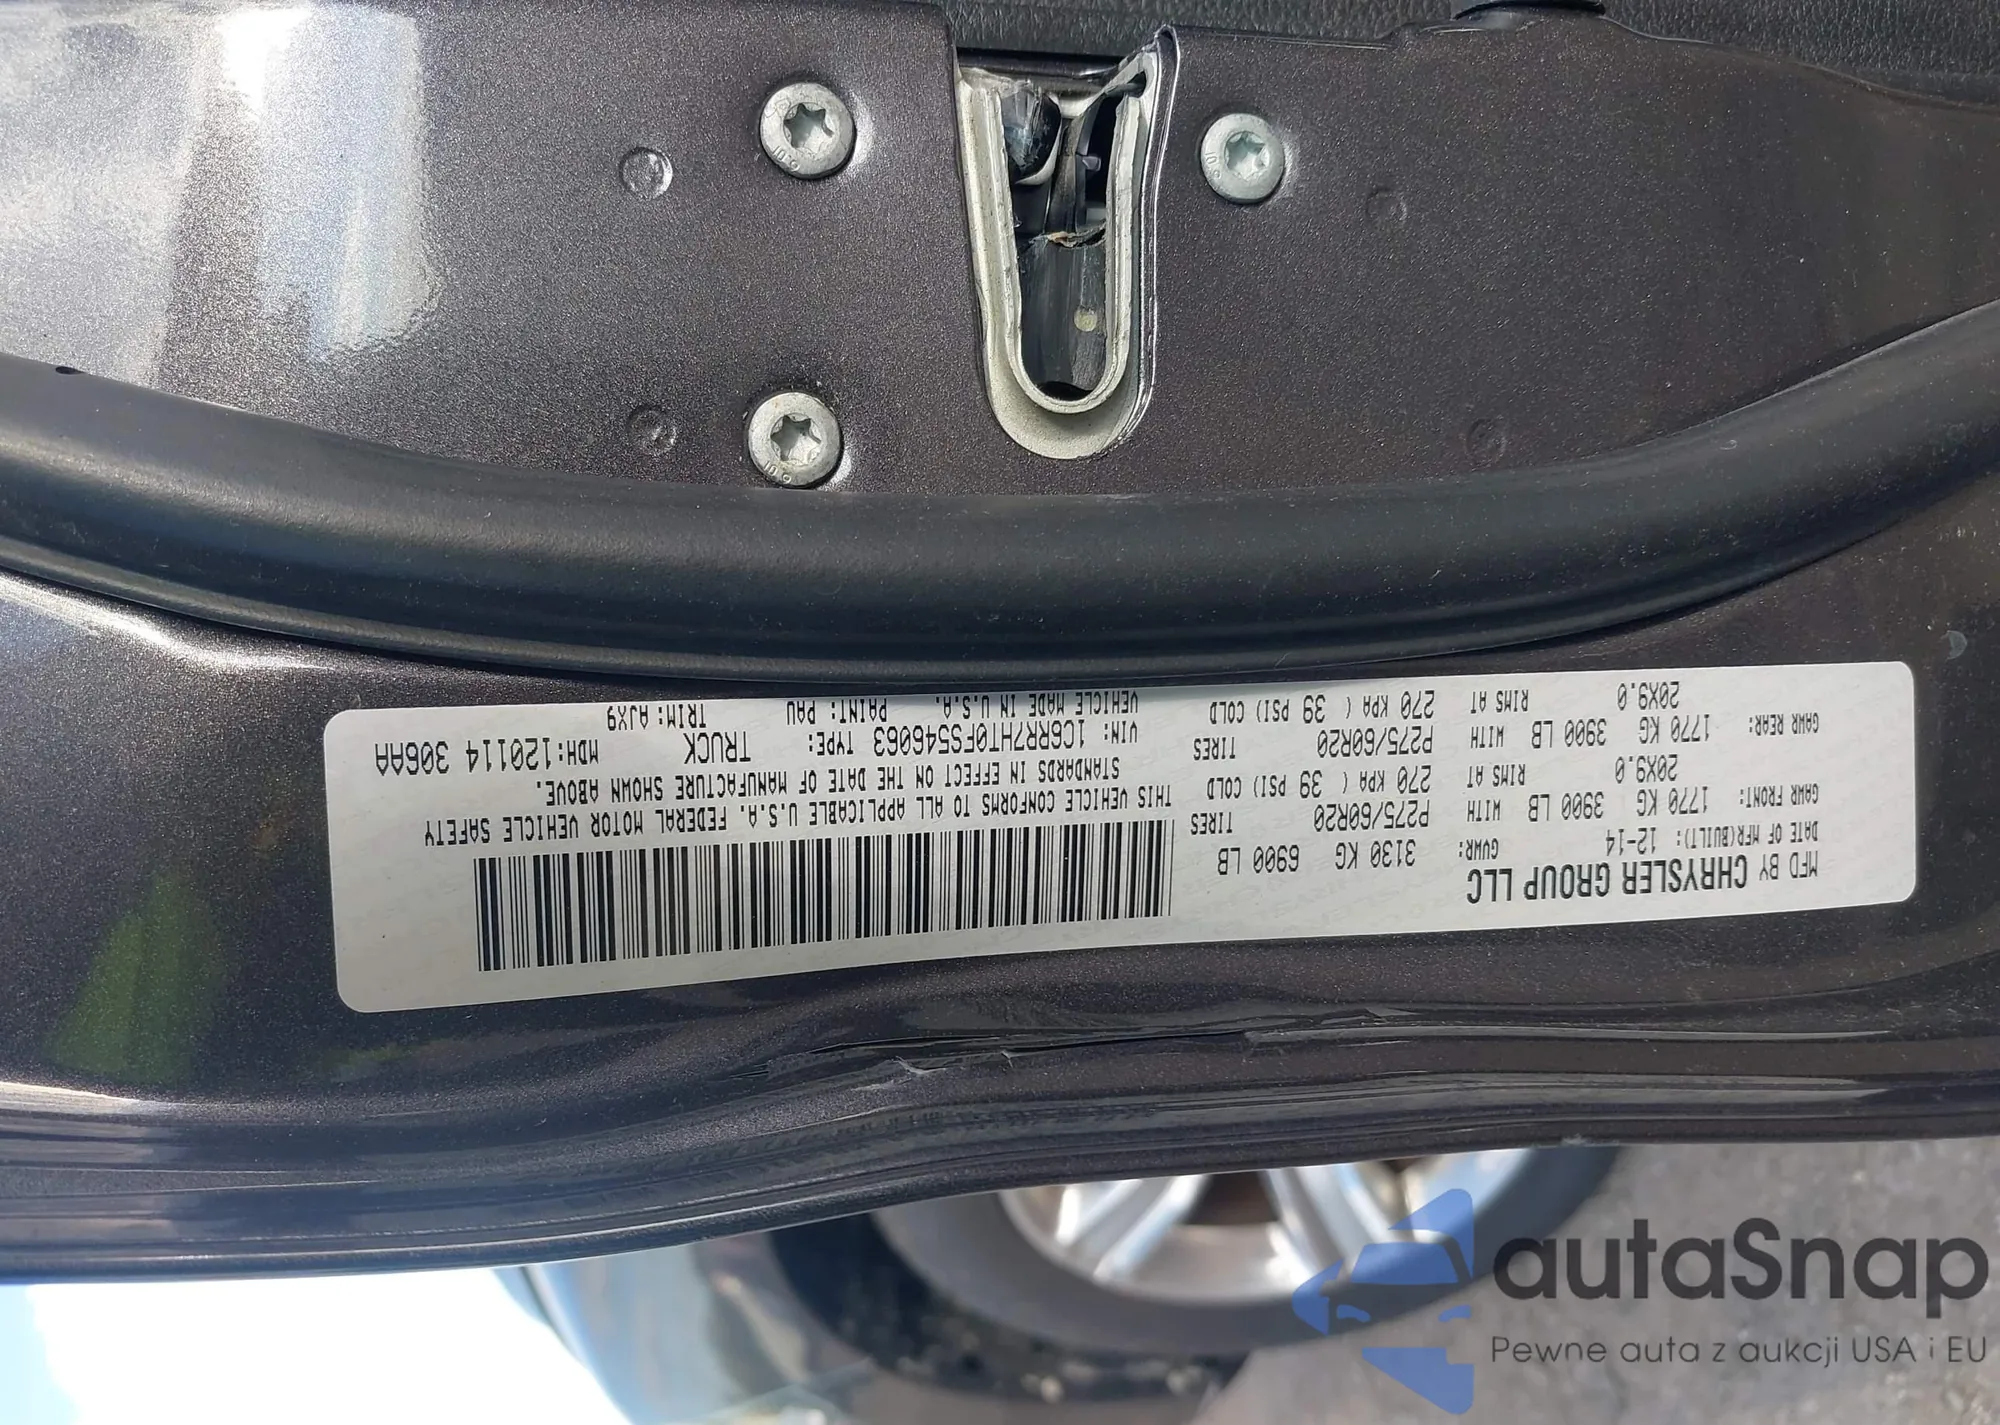 MFD BY CHRYSLER GROUP LLC
DATE OF MFR(BUILT): 12-14 GVWR: 3130 KG 6900 LB
GAWR FRONT: 1770 KG 3900 LB WITH P275/60R20 TIRES
20X9.0 RIMS AT 270 KPA ( 39 PSI) COLD
GAWR REAR: 1770 KG 3900 LB WITH P275/60R20 TIRES
20X9.0 RIMS AT 270 KPA ( 39 PSI) COLD
THIS VEHICLE CONFORMS TO ALL APPLICABLE U.S.A. FEDERAL MOTOR VEHICLE SAFETY
STANDARDS IN EFFECT ON THE DATE OF MANUFACTURE SHOWN ABOVE.
VIN: 1C6RR7HT0FS546063 TYPE: TRUCK MDH:120114 306AA
VEHICLE MADE IN U.S.A. PAINT: PAU TRIM: AJX9
autaSnap
Pewne auta z aukcji USA i EU